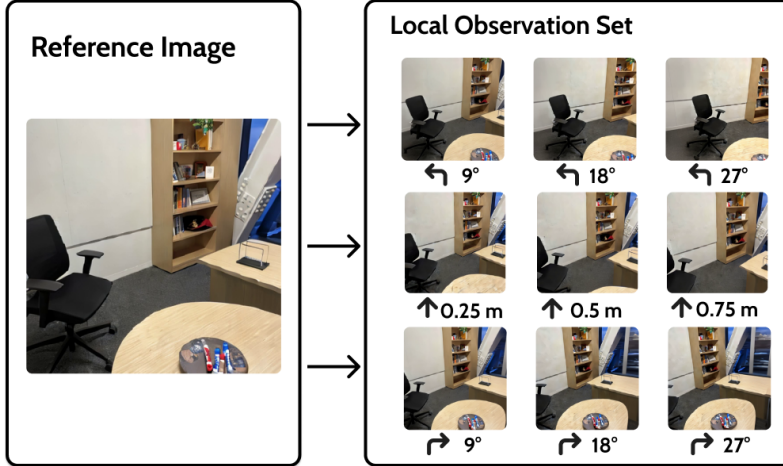 Reference Image
Local Observation Set
9°
18°
27°
0.25 m
0.5 m
0.75 m
9°
18°
27°